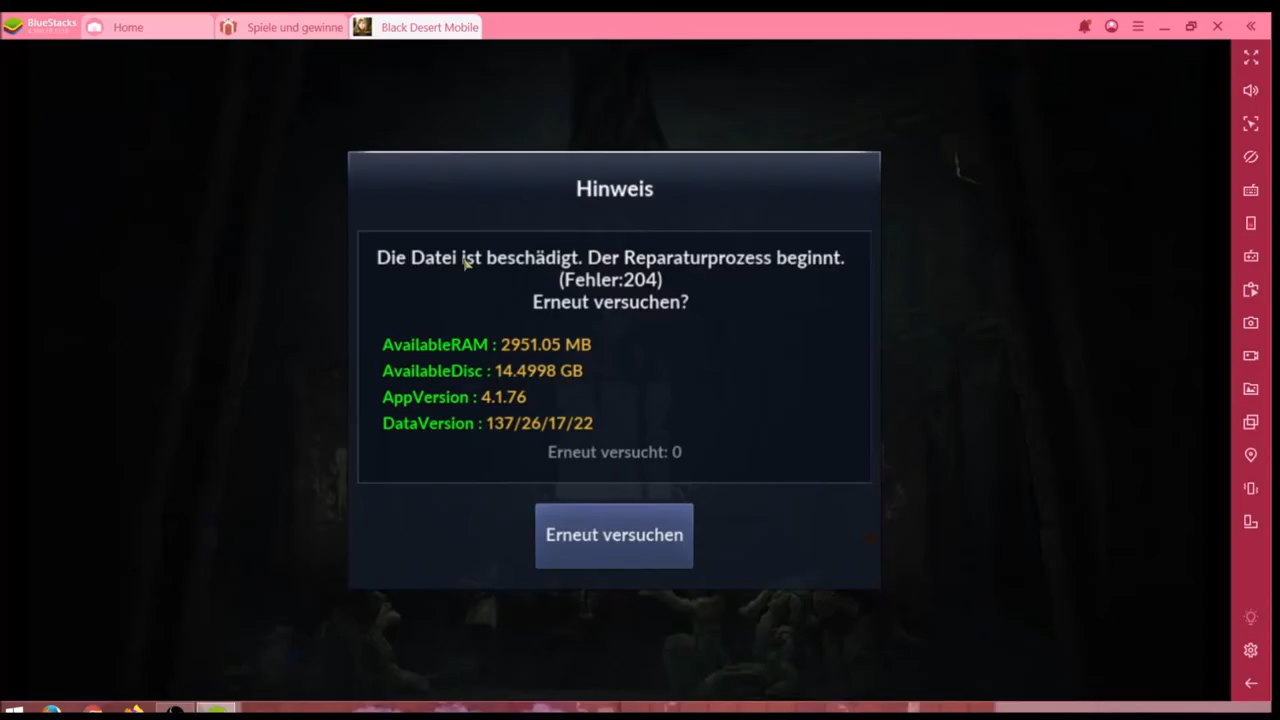 BlueStacks
Home
Spiele und gewinne
Black Desert Mobile
Hinweis
Die Datei ist beschädigt. Der Reparaturprozess beginnt.
(Fehler:204)
Erneut versuchen?
AvailableRAM : 2951.05 MB
AvailableDisc : 14.4998 GB
AppVersion : 4.1.76
DataVersion : 137/26/17/22
Erneut versucht: 0
Erneut versuchen